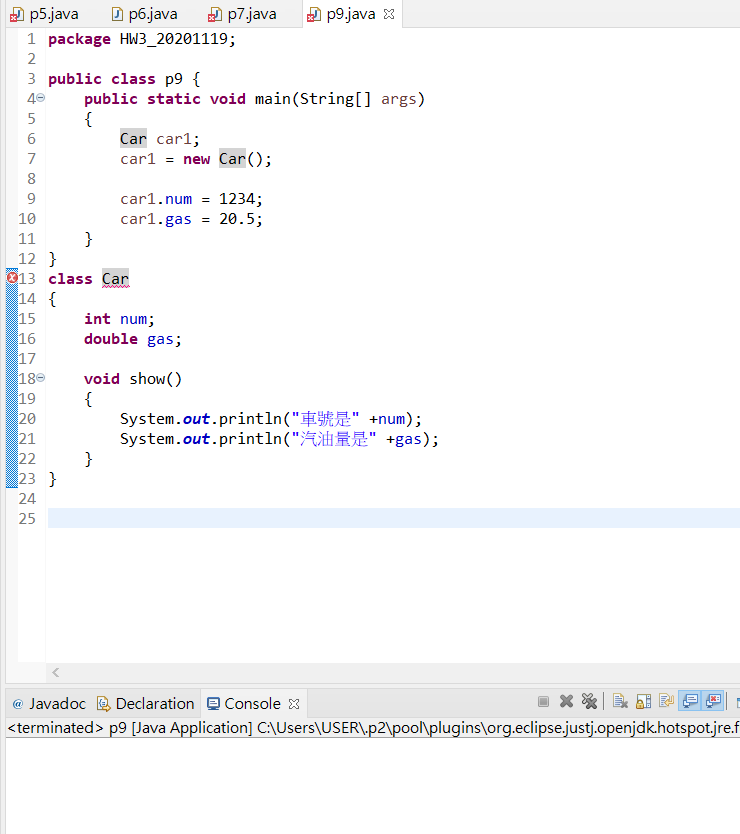 p5.java p6.java p7.java p9.java
1 package HW3_20201119;
2
3 public class p9 {
4 public static void main(String[] args)
5 {
6 Car car1;
7 car1 = new Car();
8
9 car1.num = 1234;
10 car1.gas = 20.5;
11 }
12 }
13 class Car
14 {
15 int num;
16 double gas;
17
18 void show()
19 {
20 System.out.println("車號是" +num);
21 System.out.println("汽油量是" +gas);
22 }
23 }
24
25
@ Javadoc Declaration Console
<terminated> p9 [Java Application] C:\Users\USER\.p2\pool\plugins\org.eclipse.justj.openjdk.hotspot.jre.f